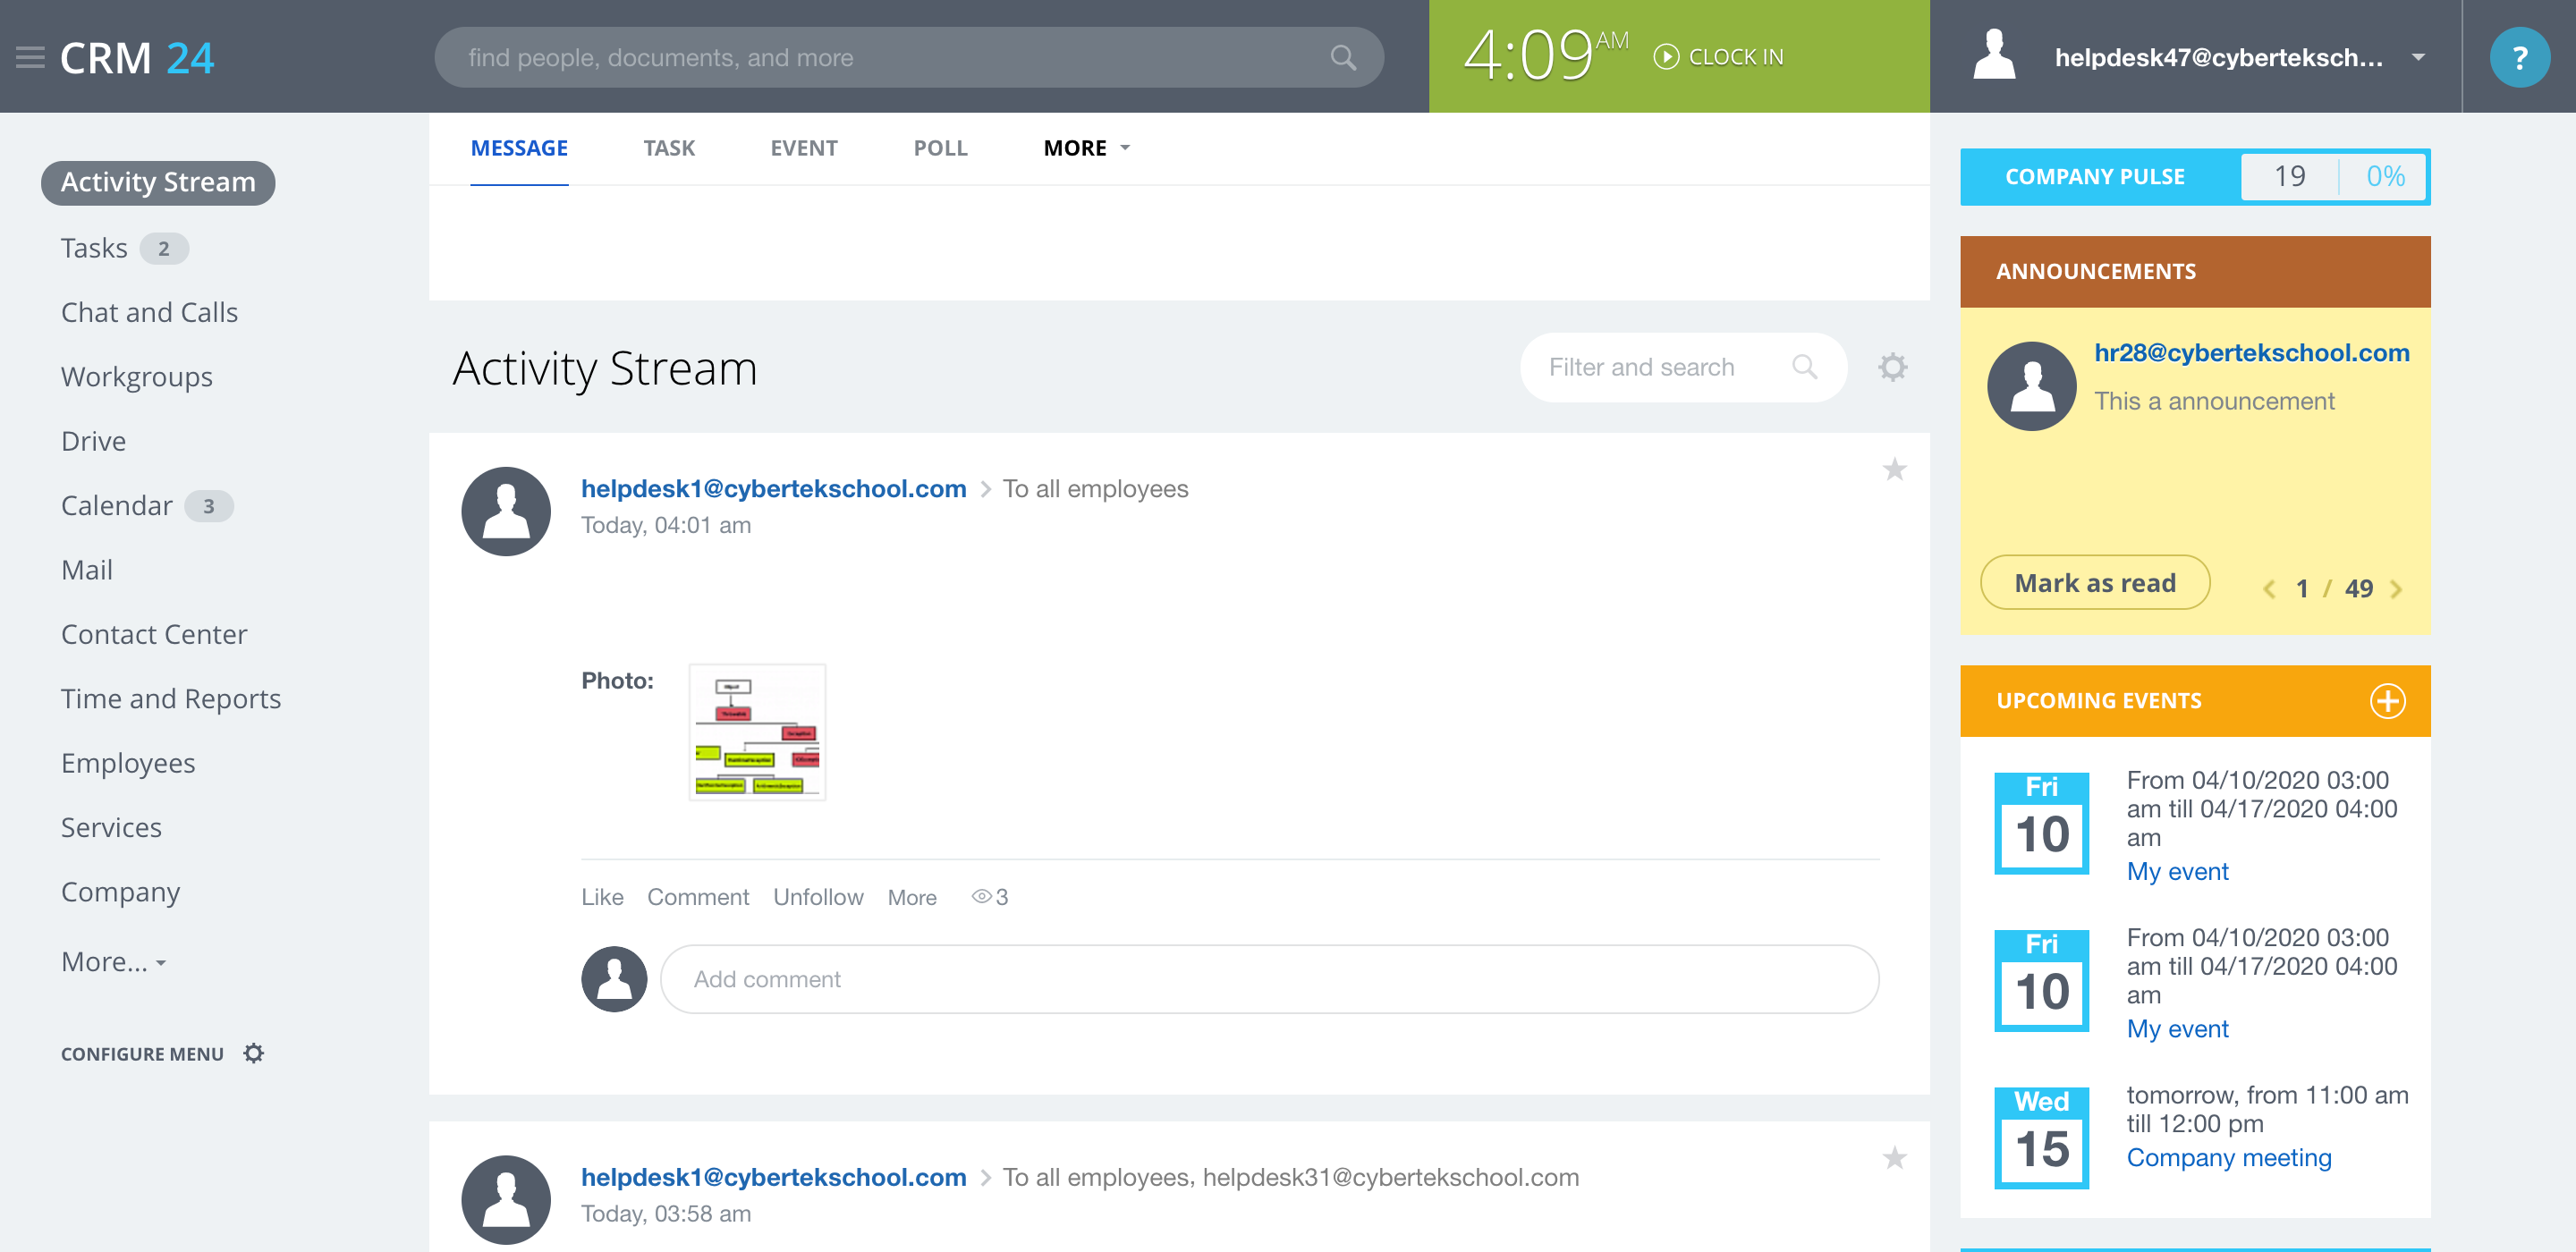 CRM 24
find people, documents, and more
4:09 AM
CLOCK IN
helpdesk47@cyberteksch...
?
Activity Stream
Tasks 2
Chat and Calls
Workgroups
Drive
Calendar 3
Mail
Contact Center
Time and Reports
Employees
Services
Company
More...
CONFIGURE MENU
MESSAGE TASK EVENT POLL MORE
Activity Stream
Filter and search
helpdesk1@cybertekschool.com > To all employees
Today, 04:01 am
Photo:
Like Comment Unfollow More 3
Add comment
helpdesk1@cybertekschool.com > To all employees, helpdesk31@cybertekschool.com
Today, 03:58 am
COMPANY PULSE 19 0%
ANNOUNCEMENTS
hr28@cybertekschool.com
This a announcement
Mark as read
1 / 49
UPCOMING EVENTS
Fri
10
From 04/10/2020 03:00
am till 04/17/2020 04:00
am
My event
Fri
10
From 04/10/2020 03:00
am till 04/17/2020 04:00
am
My event
Wed
15
tomorrow, from 11:00 am
till 12:00 pm
Company meeting